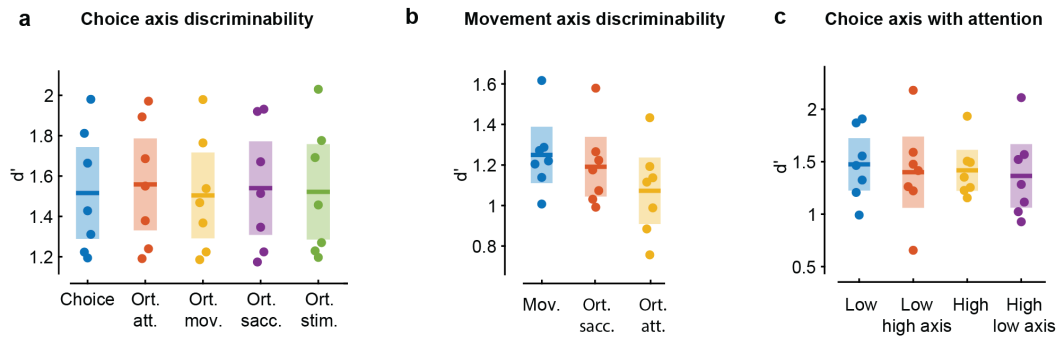 a Choice axis discriminability
d'
2
1.8
1.6
1.4
1.2
Choice
Ort. att.
Ort. mov.
Ort. sacc.
Ort. stim.
b Movement axis discriminability
d'
1.6
1.4
1.2
1
0.8
Mov.
Ort. sacc.
Ort. att.
c Choice axis with attention
d'
2
1.5
1
0.5
Low
Low high axis
High
High low axis